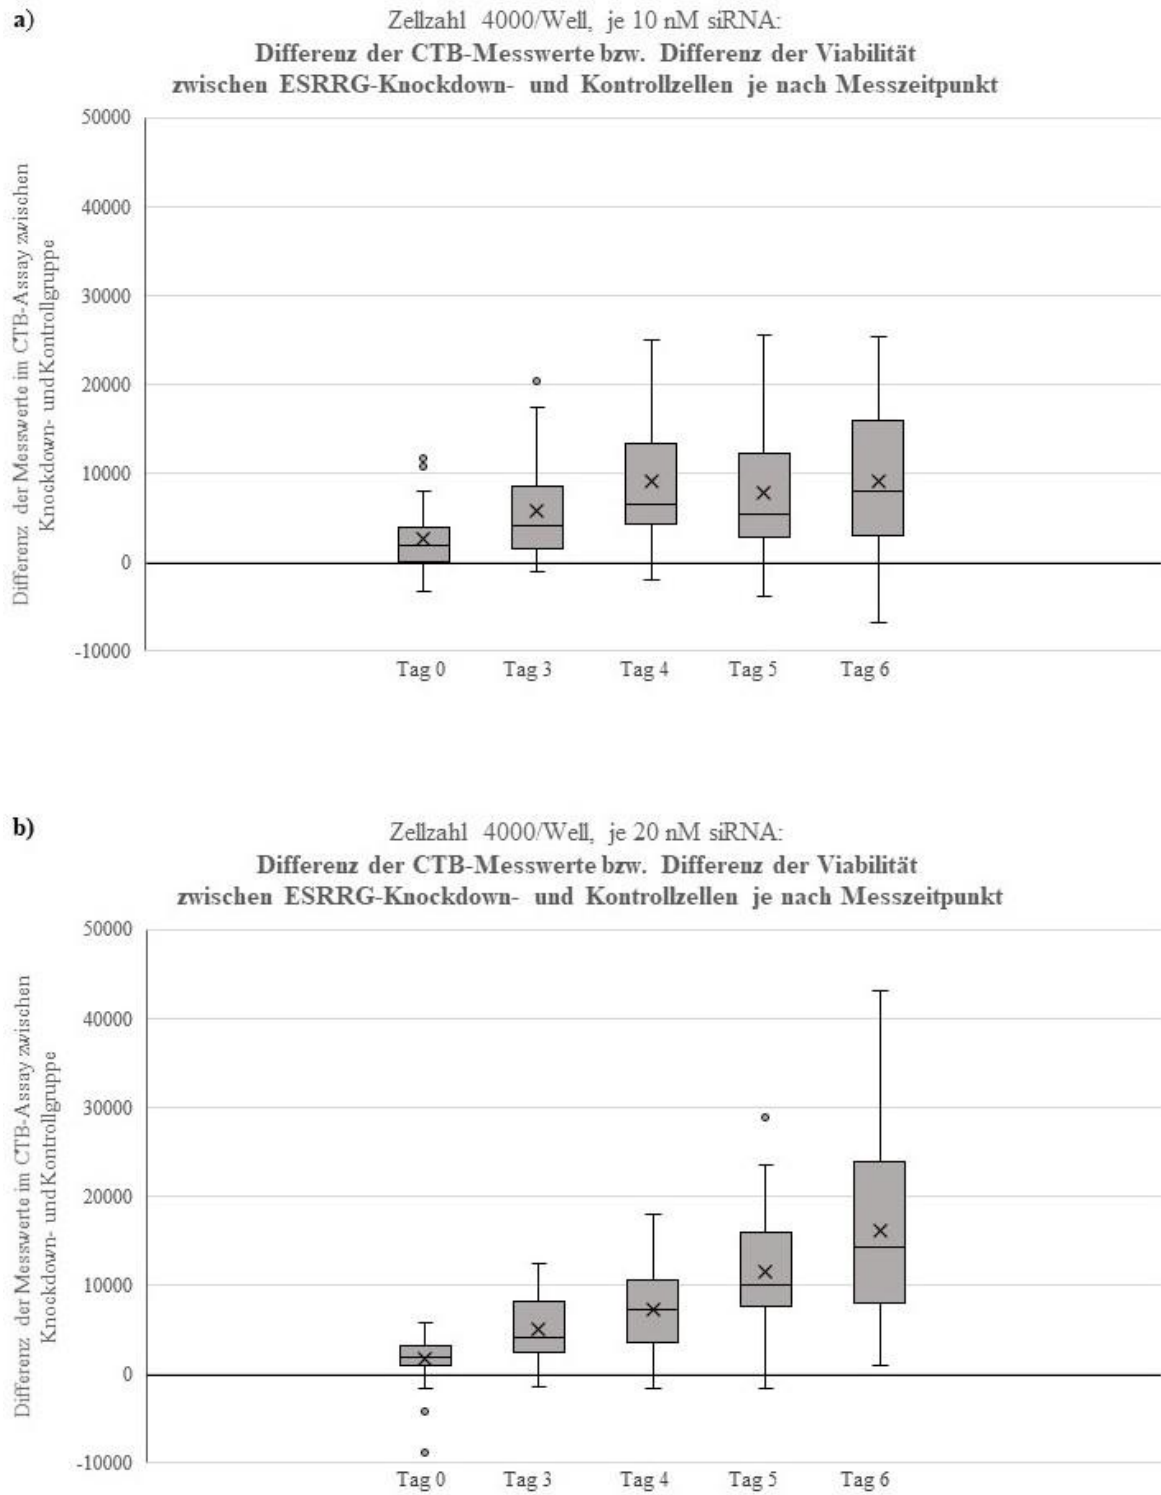 a)
Zellzahl 4000/Well, je 10 nM siRNA:
Differenz der CTB-Messwerte bzw. Differenz der Viabilität
zwischen ESRRG-Knockdown- und Kontrollzellen je nach Messzeitpunkt
Differenz der Messwerte im CTB-Assay zwischen
Knockdown- und Kontrollgruppe
50000
40000
30000
20000
10000
0
-10000
Tag 0 Tag 3 Tag 4 Tag 5 Tag 6
b)
Zellzahl 4000/Well, je 20 nM siRNA:
Differenz der CTB-Messwerte bzw. Differenz der Viabilität
zwischen ESRRG-Knockdown- und Kontrollzellen je nach Messzeitpunkt
Differenz der Messwerte im CTB-Assay zwischen
Knockdown- und Kontrollgruppe
50000
40000
30000
20000
10000
0
-10000
Tag 0 Tag 3 Tag 4 Tag 5 Tag 6